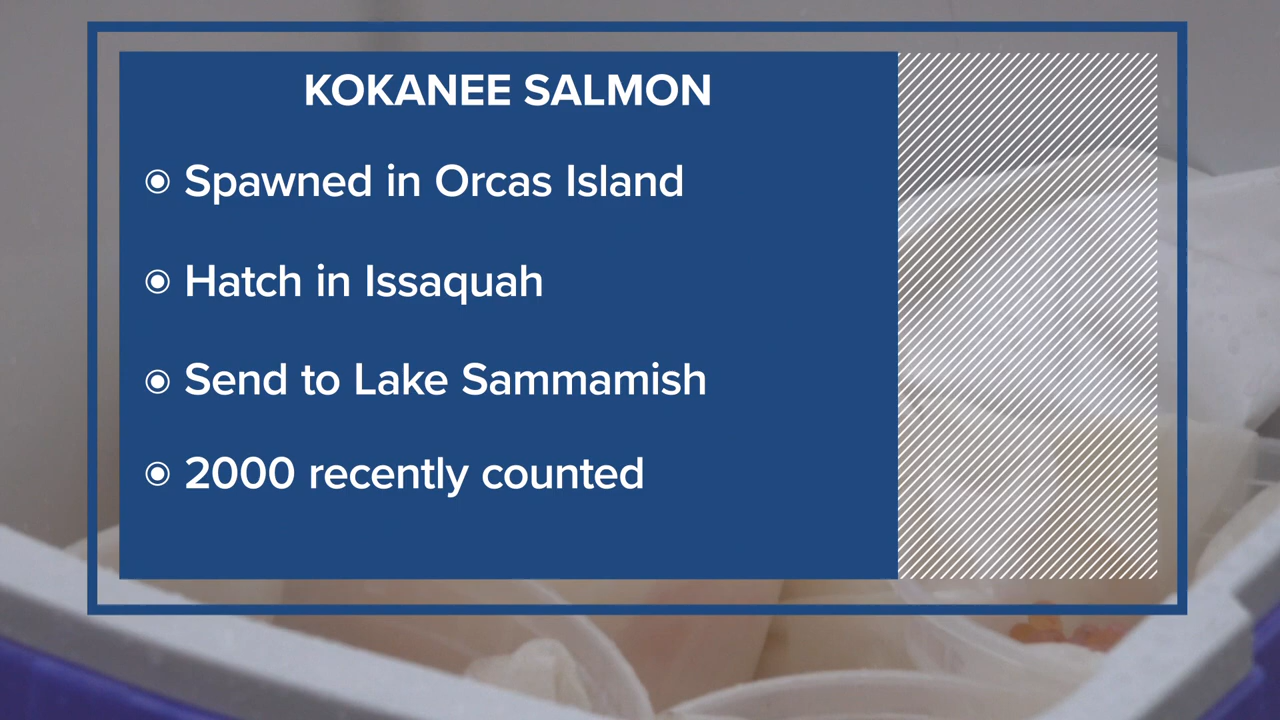 KOKANEE SALMON
Spawned in Orcas Island
Hatch in Issaquah
Send to Lake Sammamish
2000 recently counted